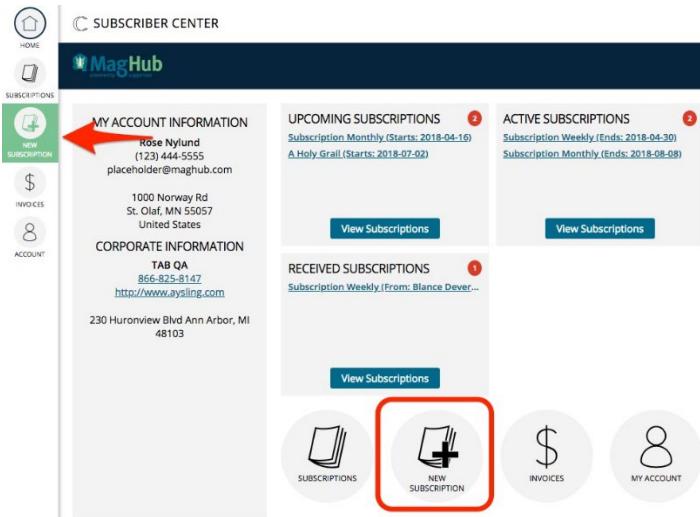 HOME
SUBSCRIPTIONS
NEW
SUBSCRIPTION
INVOICES
ACCOUNT
SUBSCRIBER CENTER
MagHub
MY ACCOUNT INFORMATION
Rose Nylund
(123) 444-5555
placeholder@maghub.com
1000 Norway Rd
St. Olaf, MN 55057
United States
CORPORATE INFORMATION
TAB QA
866-825-8147
http://www.aysling.com
230 Huronview Blvd Ann Arbor, MI
48103
UPCOMING SUBSCRIPTIONS 2
Subscription Monthly (Starts: 2018-04-16)
A Holy Grail (Starts: 2018-07-02)
View Subscriptions
ACTIVE SUBSCRIPTIONS 2
Subscription Weekly (Ends: 2018-04-30)
Subscription Monthly (Ends: 2018-08-08)
View Subscriptions
RECEIVED SUBSCRIPTIONS 1
Subscription Weekly (From: Blance Dever...
View Subscriptions
SUBSCRIPTIONS
NEW
SUBSCRIPTION
INVOICES
MY ACCOUNT